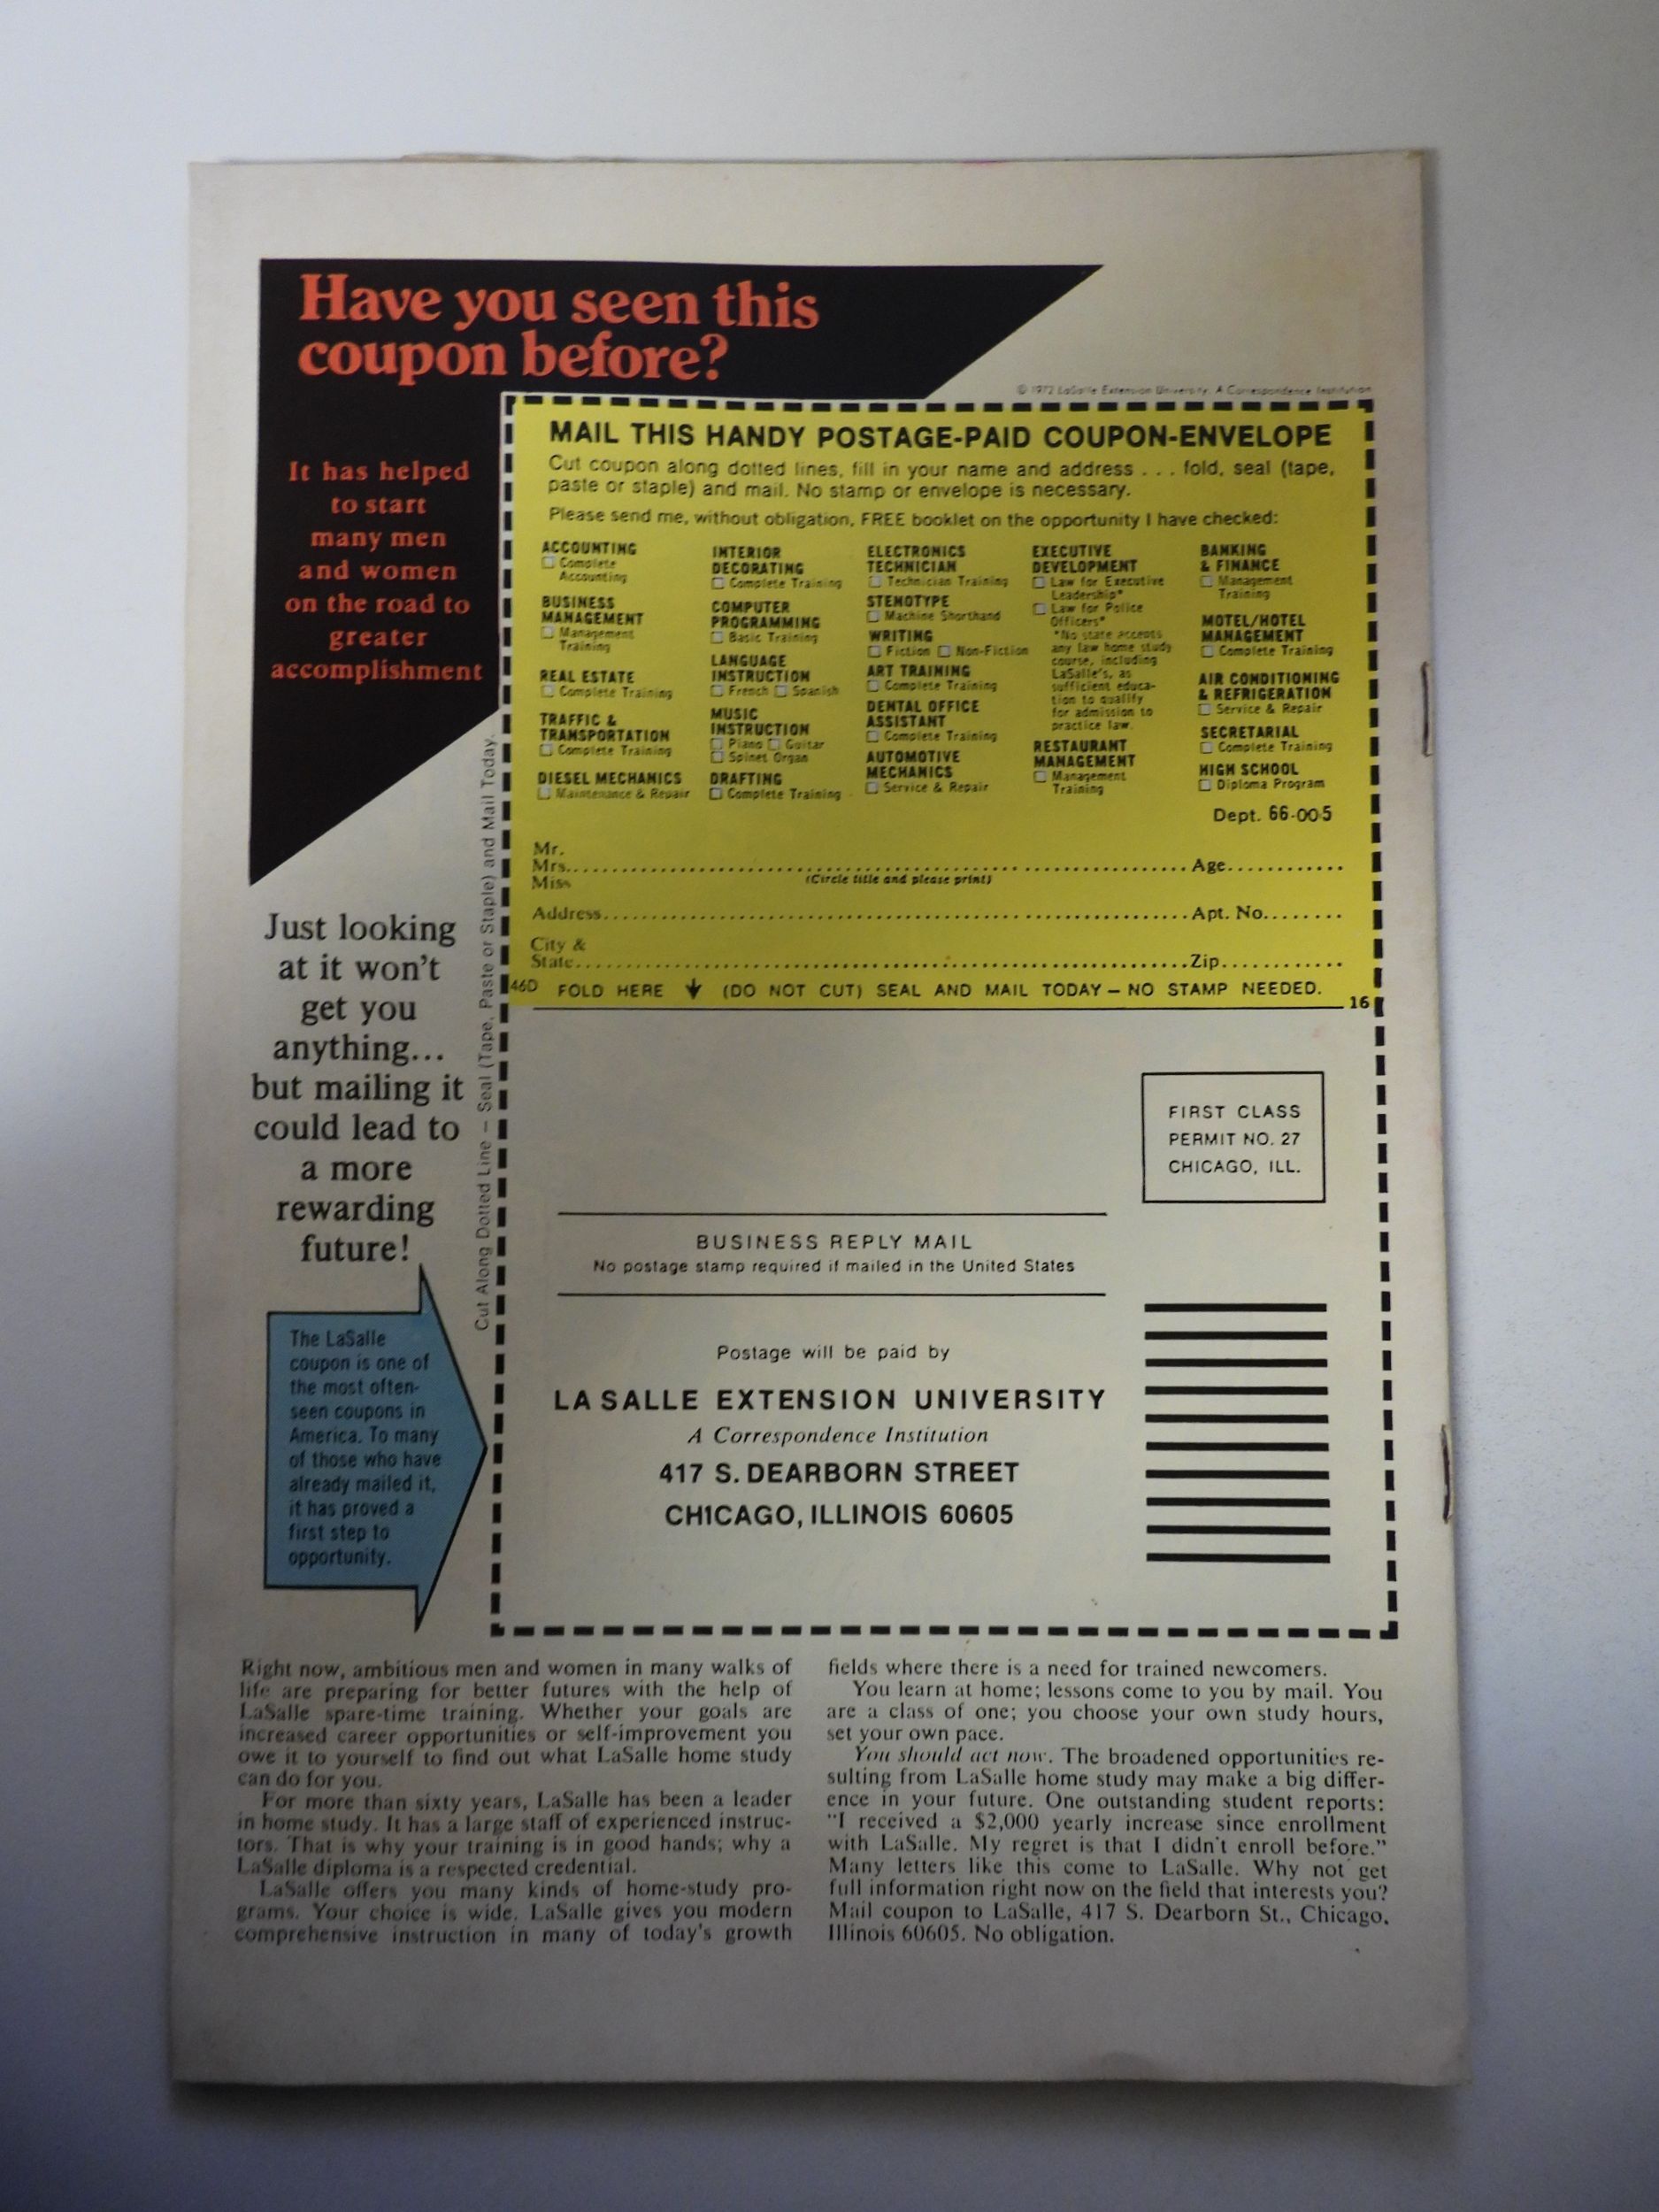 Have you seen this
coupon before?
It has helped
to start
many men
and women
on the road to
greater
accomplishment
© 1972 LaSalle Extension University, A Correspondence Institution
MAIL THIS HANDY POSTAGE-PAID COUPON-ENVELOPE
Cut coupon along dotted lines, fill in your name and address . . . fold, seal (tape,
paste or staple) and mail. No stamp or envelope is necessary.
Please send me, without obligation, FREE booklet on the opportunity I have checked:
ACCOUNTING
☐ Complete
Accounting
BUSINESS
MANAGEMENT
☐ Management
Training
REAL ESTATE
☐ Complete Training
TRAFFIC &
TRANSPORTATION
☐ Complete Training
DIESEL MECHANICS
☐ Maintenance & Repair
INTERIOR
DECORATING
☐ Complete Training
COMPUTER
PROGRAMMING
☐ Basic Training
LANGUAGE
INSTRUCTION
☐ French ☐ Spanish
MUSIC
INSTRUCTION
☐ Piano ☐ Guitar
☐ Spinet Organ
DRAFTING
☐ Complete Training
ELECTRONICS
TECHNICIAN
☐ Technician Training
STENOTYPE
☐ Machine Shorthand
WRITING
☐ Fiction ☐ Non-Fiction
ART TRAINING
☐ Complete Training
DENTAL OFFICE
ASSISTANT
☐ Complete Training
AUTOMOTIVE
MECHANICS
☐ Service & Repair
EXECUTIVE
DEVELOPMENT
☐ Law for Executive
Leadership*
☐ Law for Police
Officers*
*No state accepts
any law home study
course, including
LaSalle's, as
sufficient educa-
tion to qualify
for admission to
practice law.
RESTAURANT
MANAGEMENT
☐ Management
Training
BANKING
& FINANCE
☐ Management
Training
MOTEL/HOTEL
MANAGEMENT
☐ Complete Training
AIR CONDITIONING
& REFRIGERATION
☐ Service & Repair
SECRETARIAL
☐ Complete Training
HIGH SCHOOL
☐ Diploma Program
Dept. 66-005
Mr.
Mrs. Age
Miss (Circle title and please print)
Address Apt. No.
City &
State Zip
46D FOLD HERE ↓ (DO NOT CUT) SEAL AND MAIL TODAY – NO STAMP NEEDED.
16
Cut Along Dotted Line – Seal (Tape, Paste or Staple) and Mail Today.
Just looking
at it won't
get you
anything...
but mailing it
could lead to
a more
rewarding
future!
The LaSalle
coupon is one of
the most often-
seen coupons in
America. To many
of those who have
already mailed it,
it has proved a
first step to
opportunity.
FIRST CLASS
PERMIT NO. 27
CHICAGO, ILL.
BUSINESS REPLY MAIL
No postage stamp required if mailed in the United States
Postage will be paid by
LA SALLE EXTENSION UNIVERSITY
A Correspondence Institution
417 S. DEARBORN STREET
CHICAGO, ILLINOIS 60605
Right now, ambitious men and women in many walks of
life are preparing for better futures with the help of
LaSalle spare-time training. Whether your goals are
increased career opportunities or self-improvement you
owe it to yourself to find out what LaSalle home study
can do for you.
For more than sixty years, LaSalle has been a leader
in home study. It has a large staff of experienced instruc-
tors. That is why your training is in good hands; why a
LaSalle diploma is a respected credential.
LaSalle offers you many kinds of home-study pro-
grams. Your choice is wide. LaSalle gives you modern
comprehensive instruction in many of today's growth
fields where there is a need for trained newcomers.
You learn at home; lessons come to you by mail. You
are a class of one; you choose your own study hours,
set your own pace.
You should act now. The broadened opportunities re-
sulting from LaSalle home study may make a big differ-
ence in your future. One outstanding student reports:
"I received a $2,000 yearly increase since enrollment
with LaSalle. My regret is that I didn't enroll before."
Many letters like this come to LaSalle. Why not get
full information right now on the field that interests you?
Mail coupon to LaSalle, 417 S. Dearborn St., Chicago,
Illinois 60605. No obligation.